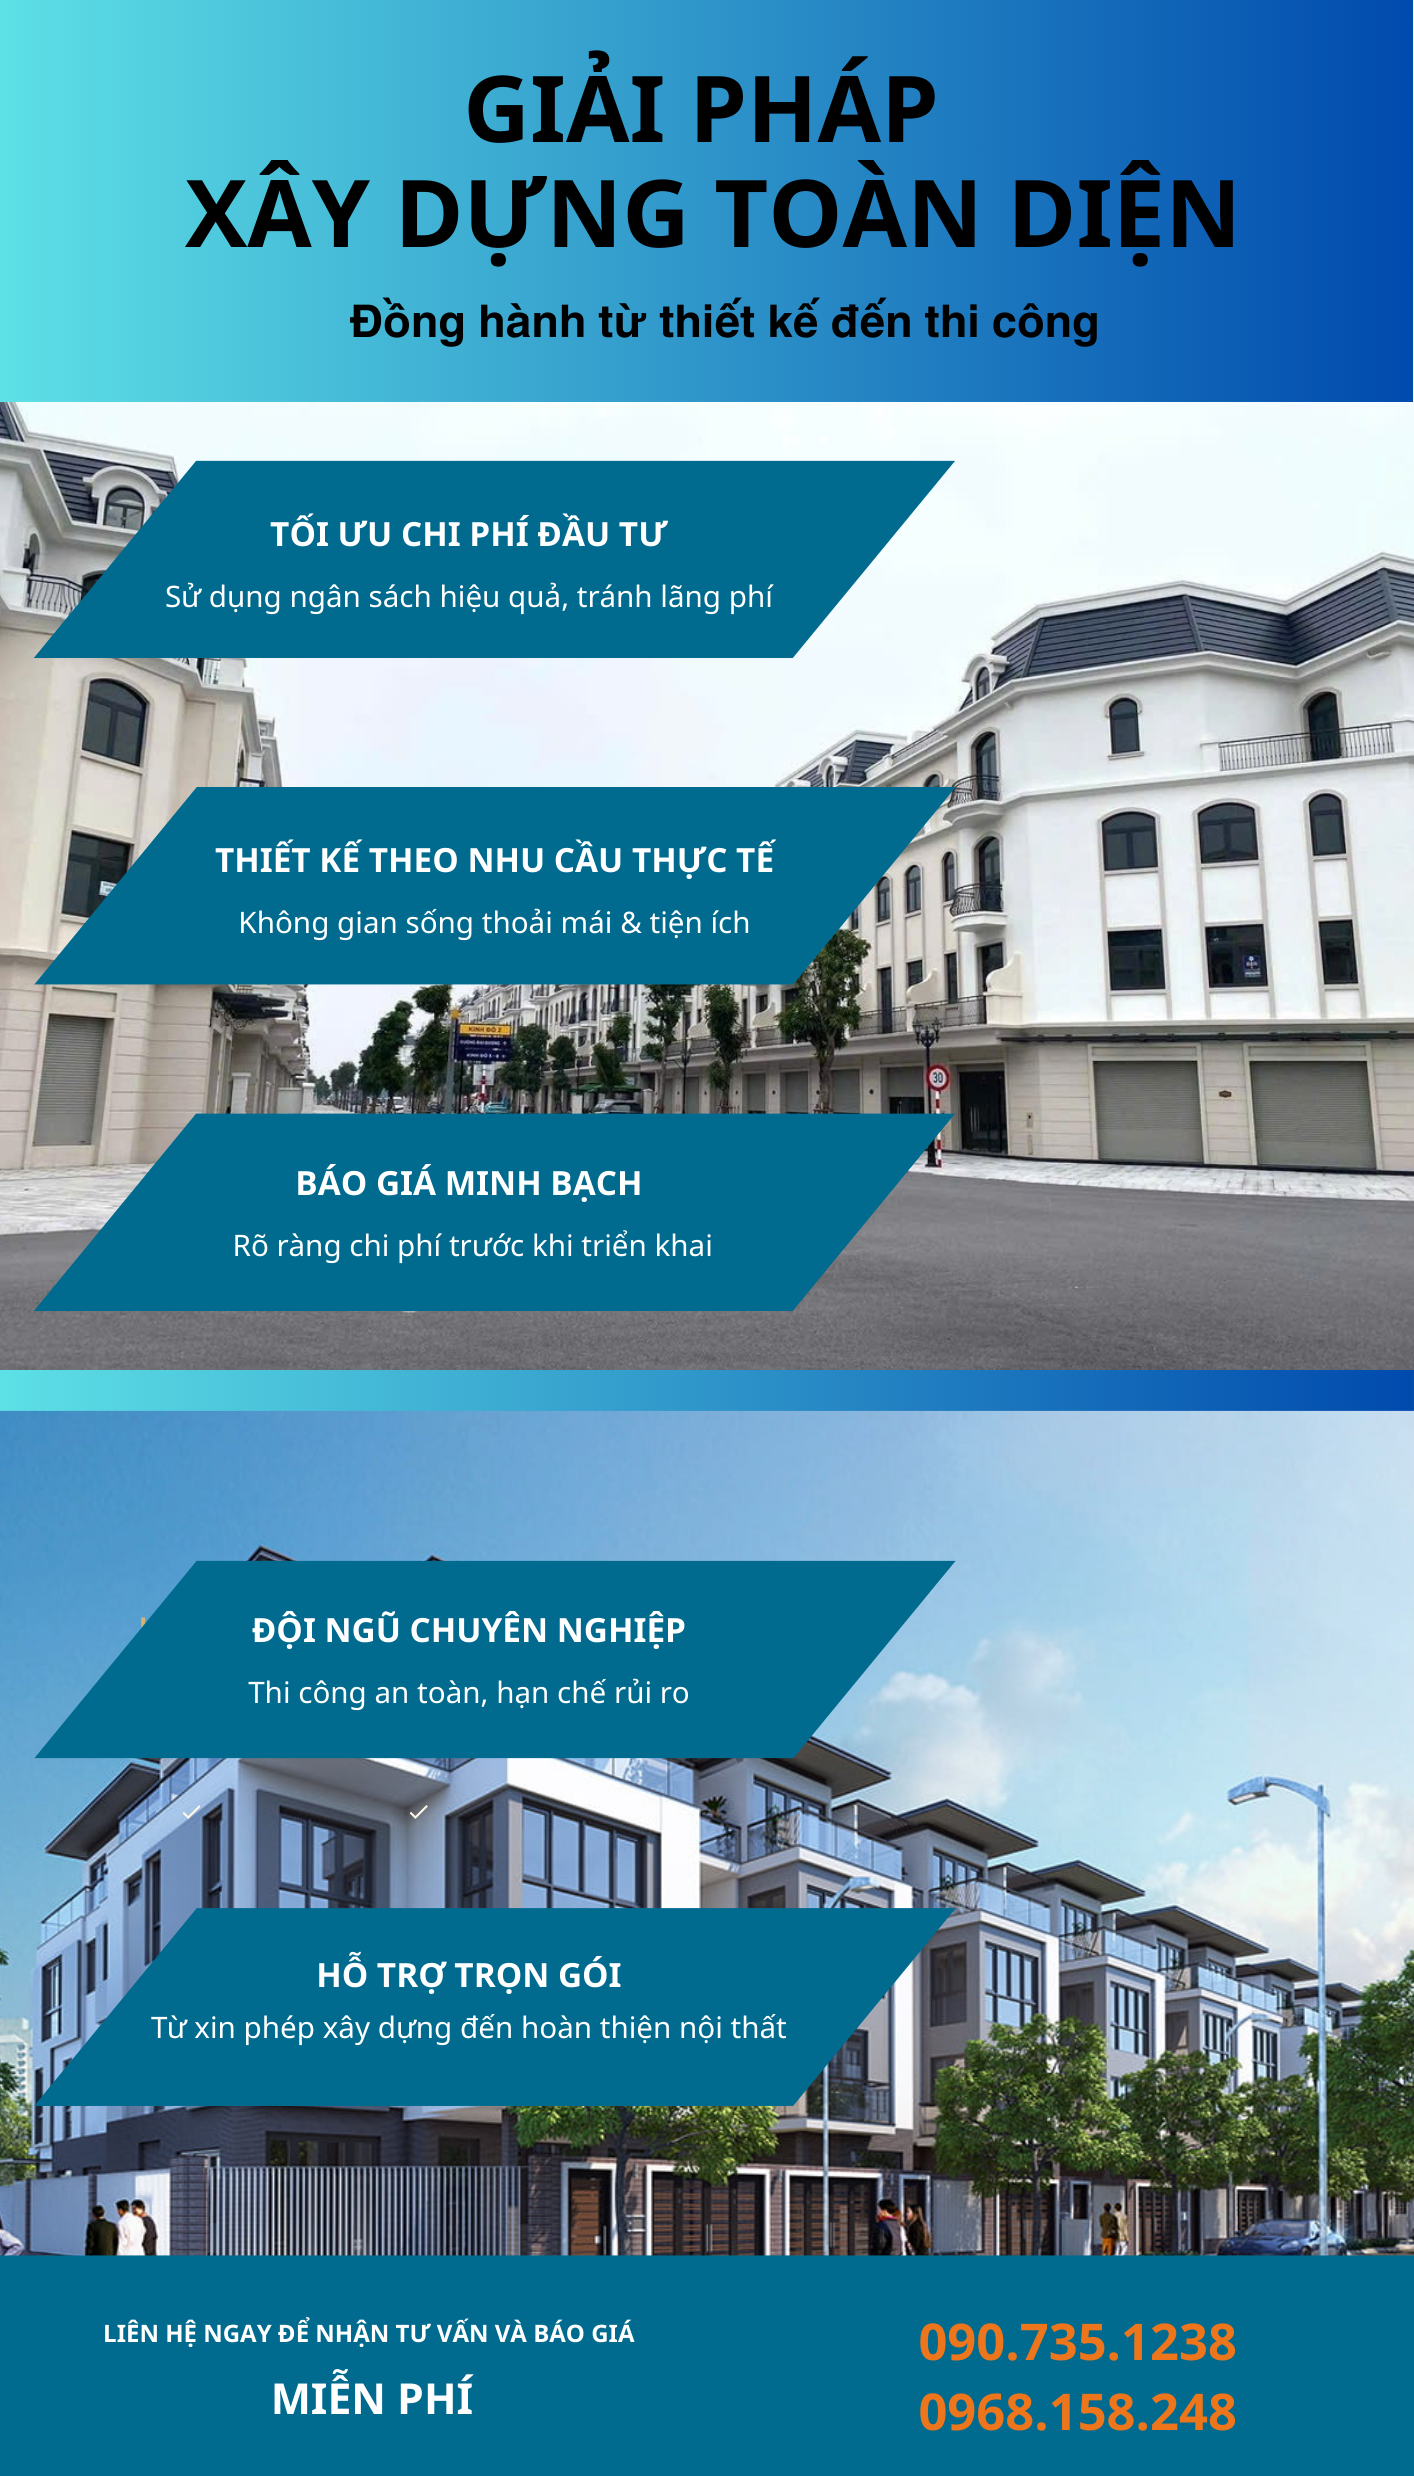 GIẢI PHÁP
XÂY DỰNG TOÀN DIỆN
Đồng hành từ thiết kế đến thi công
TỐI ƯU CHI PHÍ ĐẦU TƯ
Sử dụng ngân sách hiệu quả, tránh lãng phí
THIẾT KẾ THEO NHU CẦU THỰC TẾ
Không gian sống thoải mái & tiện ích
KINH ĐÔ 2
30
BÁO GIÁ MINH BẠCH
Rõ ràng chi phí trước khi triển khai
ĐỘI NGŨ CHUYÊN NGHIỆP
Thi công an toàn, hạn chế rủi ro
HỖ TRỢ TRỌN GÓI
Từ xin phép xây dựng đến hoàn thiện nội thất
LIÊN HỆ NGAY ĐỂ NHẬN TƯ VẤN VÀ BÁO GIÁ
MIỄN PHÍ
090.735.1238
0968.158.248